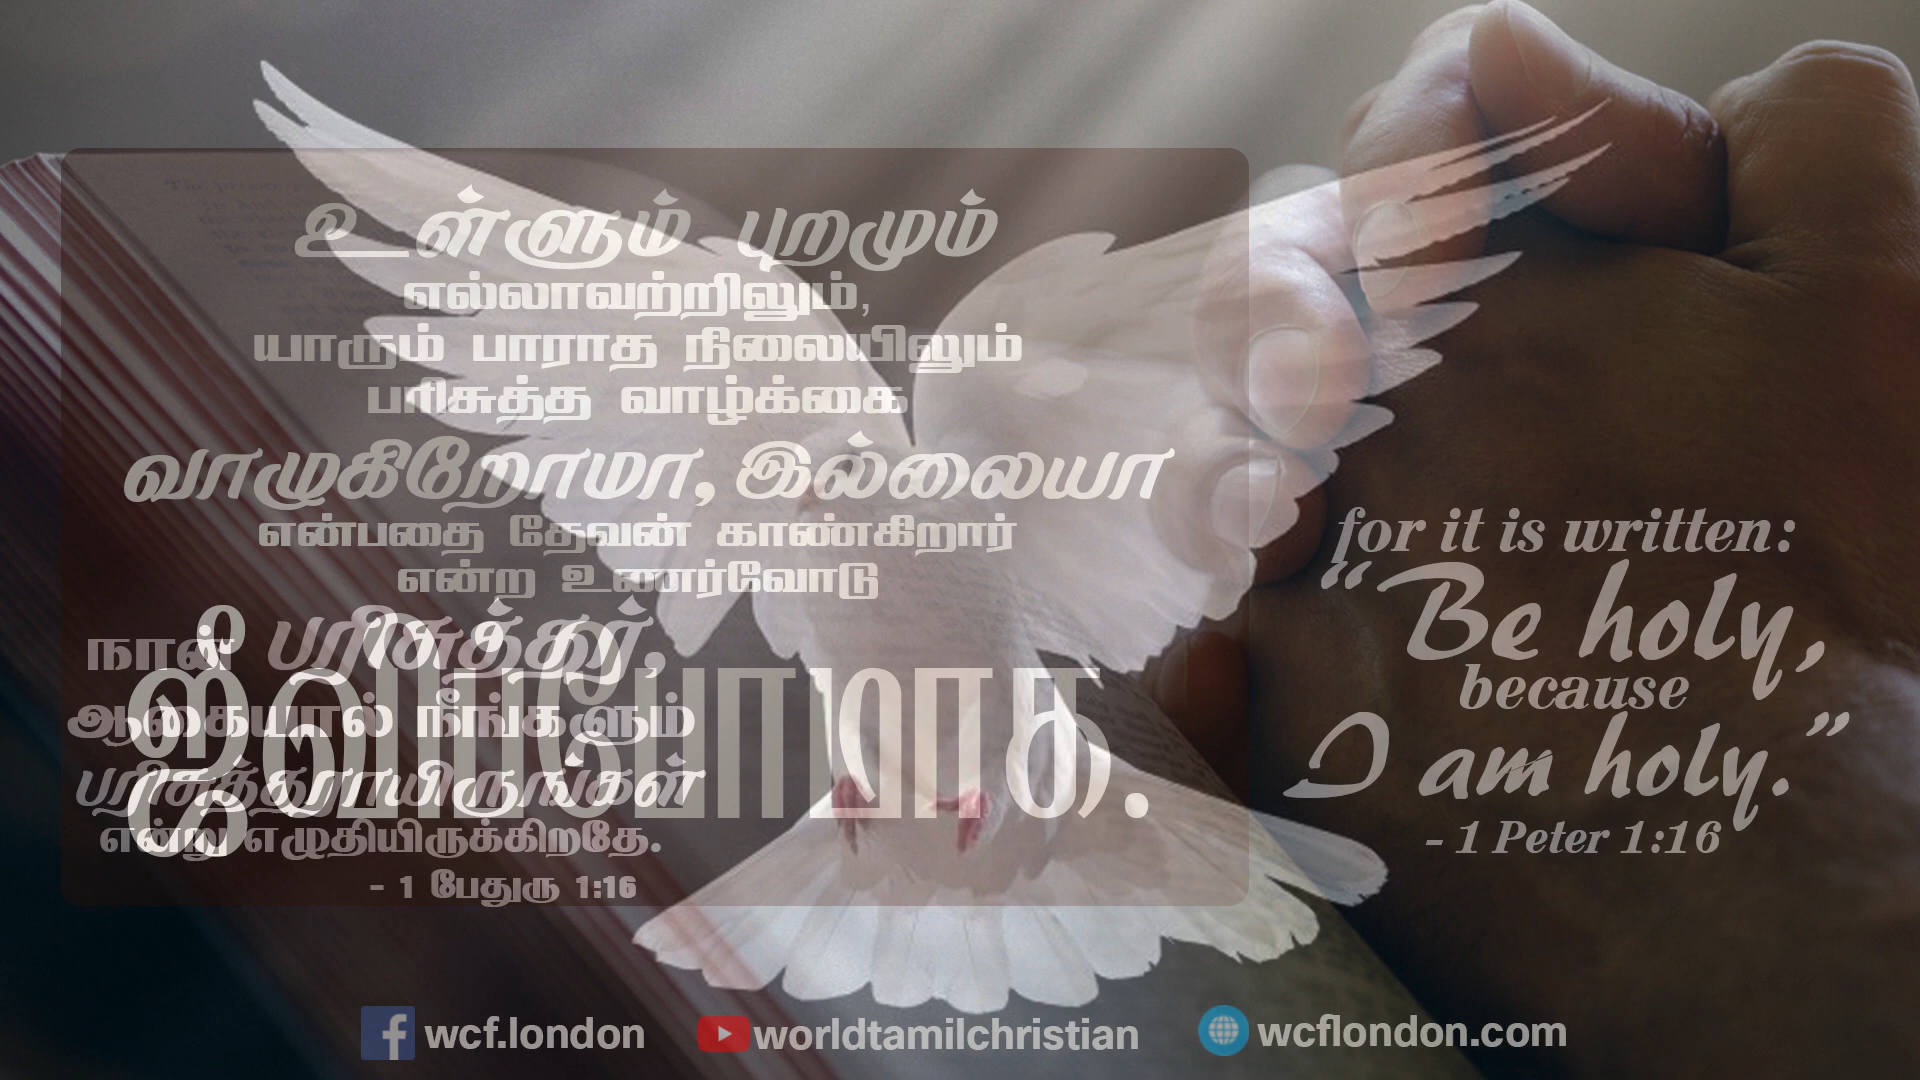 உள்ளும் புறமும்
எல்லாவற்றிலும்,
யாரும் பாராத நிலையிலும்
பரிசுத்த வாழ்க்கை
வாழுகிறோமா, இல்லையா
என்பதை தேவன் காண்கிறார்
என்ற உணர்வோடு
ஜீவிப்போமாக.
நான் பரிசுத்தர்,
ஆகையால் நீங்களும்
பரிசுத்தராயிருங்கள்
என்று எழுதியிருக்கிறதே.
- 1 பேதுரு 1:16
for it is written:
“Be holy,
because
I am holy.”
- 1 Peter 1:16
wcf.london
worldtamilchristian
wcflondon.com